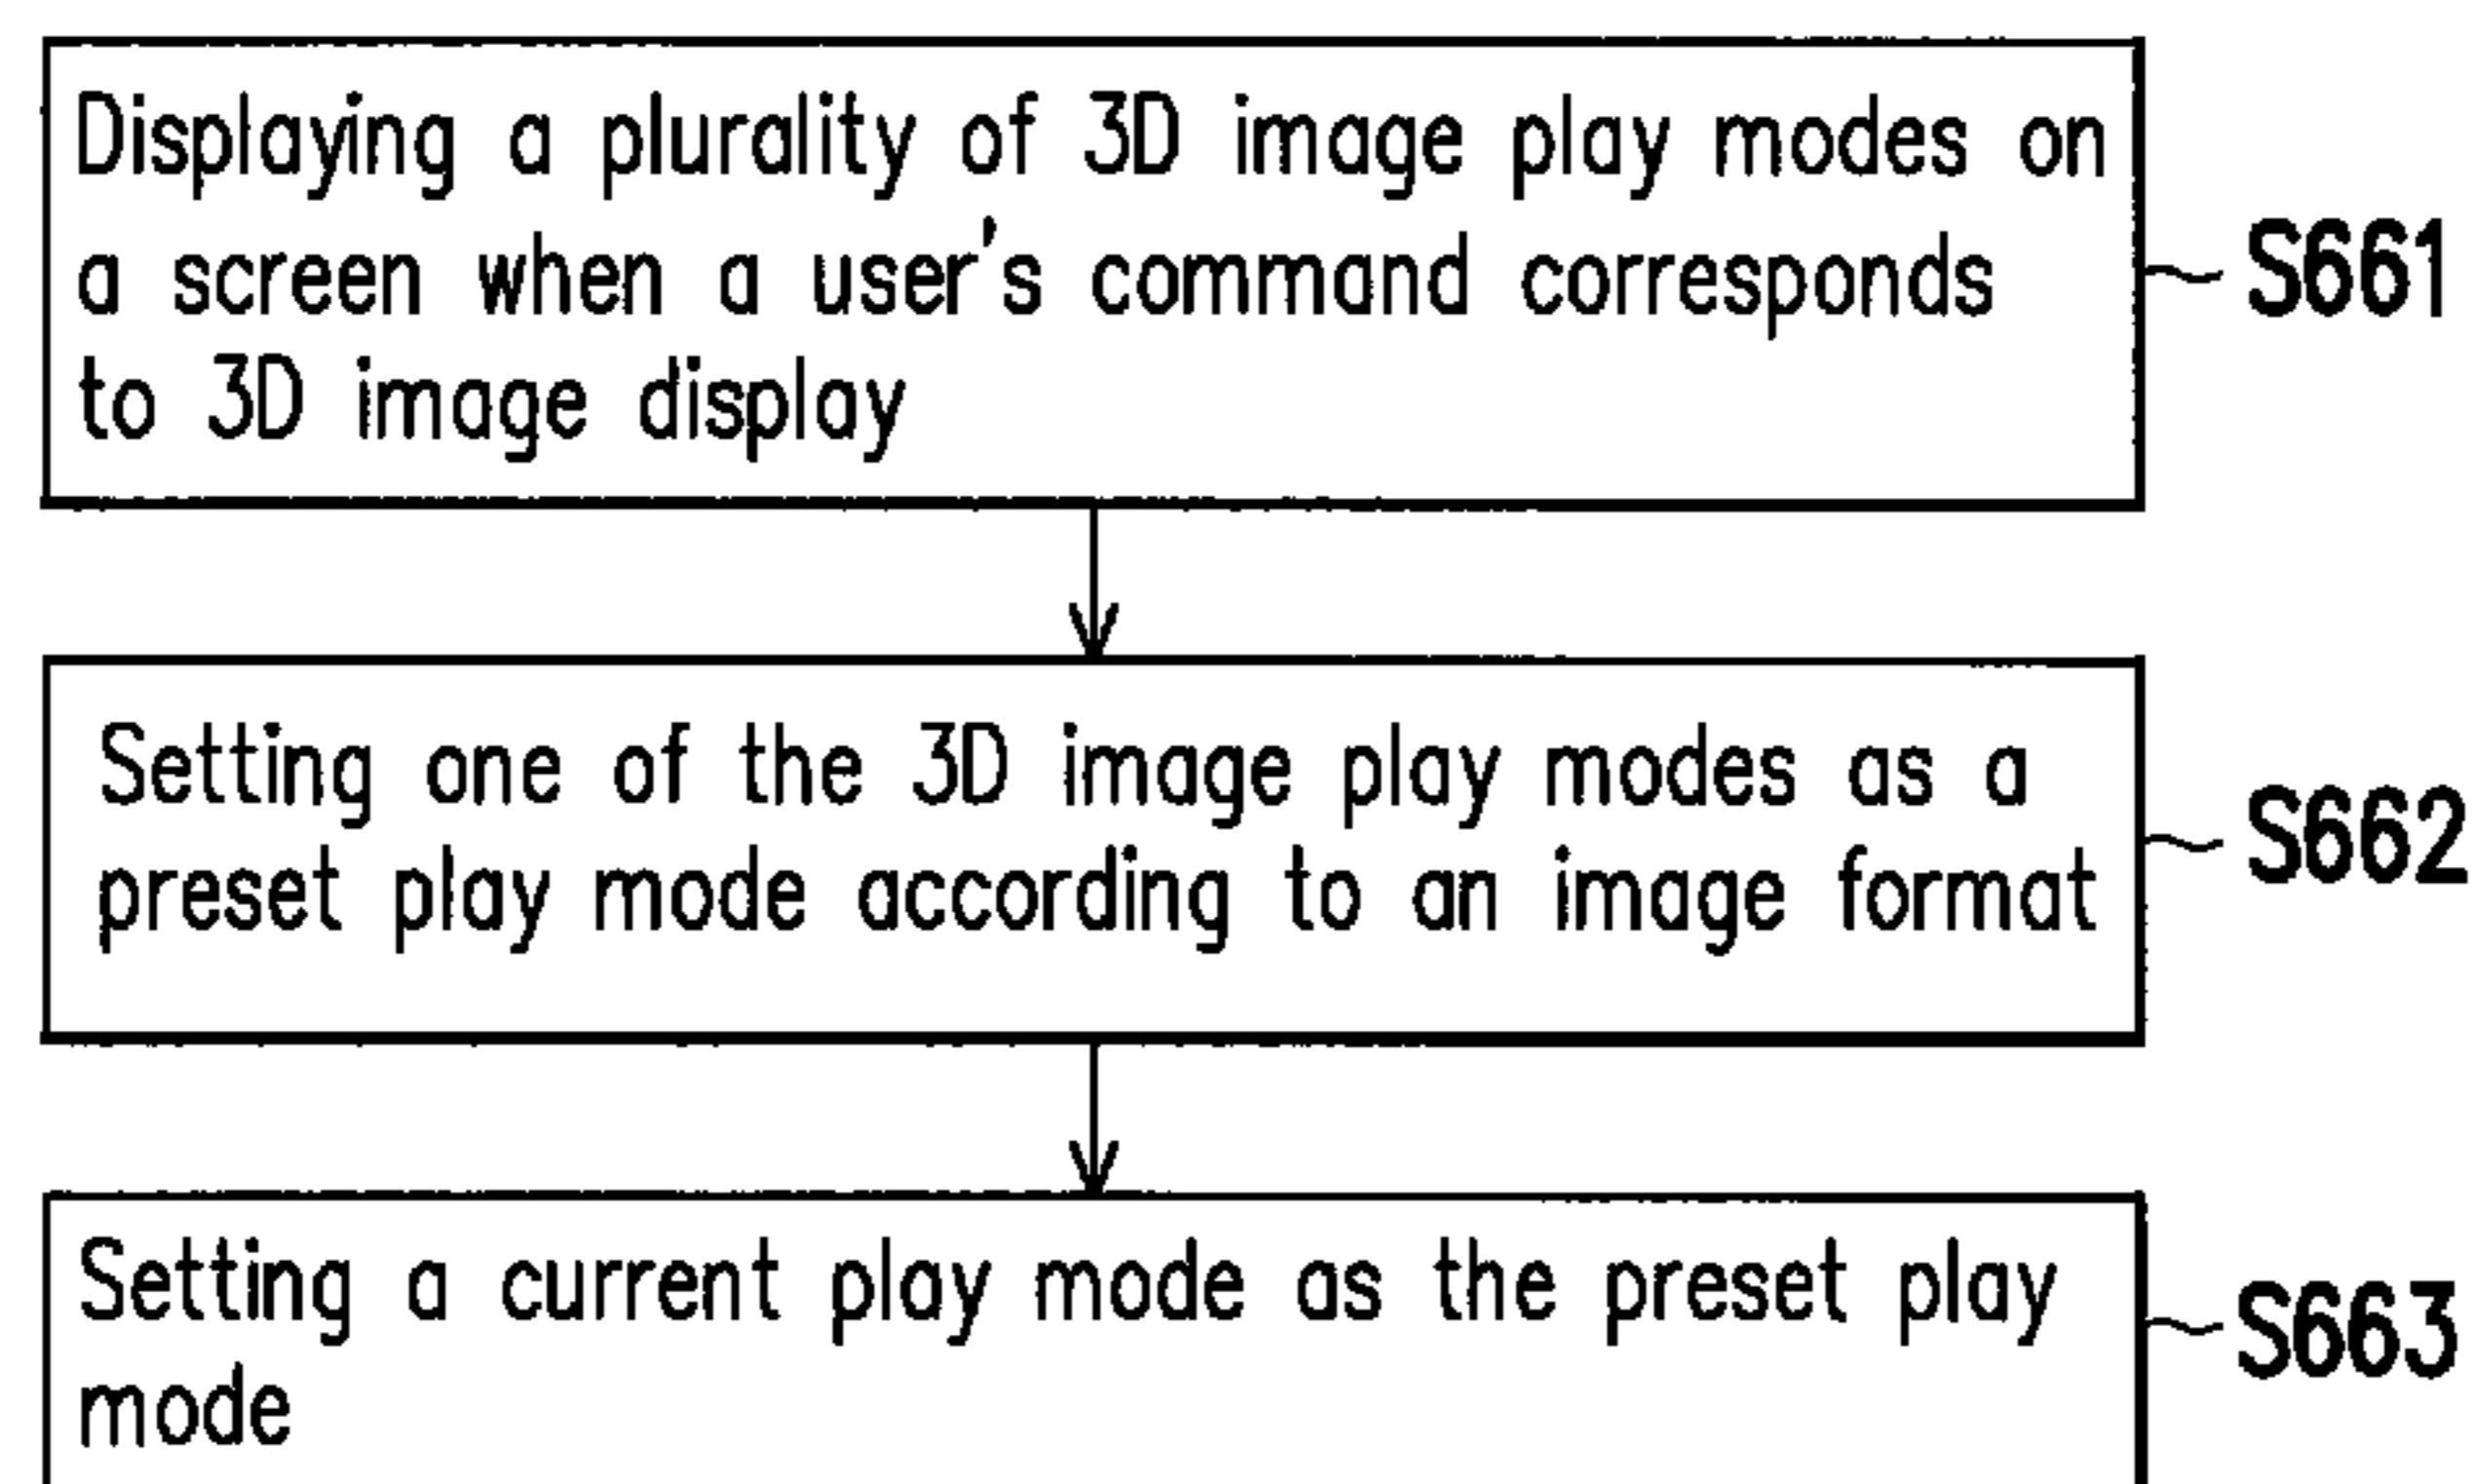 Displaying a plurality of 3D image play modes on
a screen when a user's command corresponds
to 3D image display
S661
Setting one of the 3D image play modes as a
preset play mode according to an image format
S662
Setting a current play mode as the preset play
mode
S663